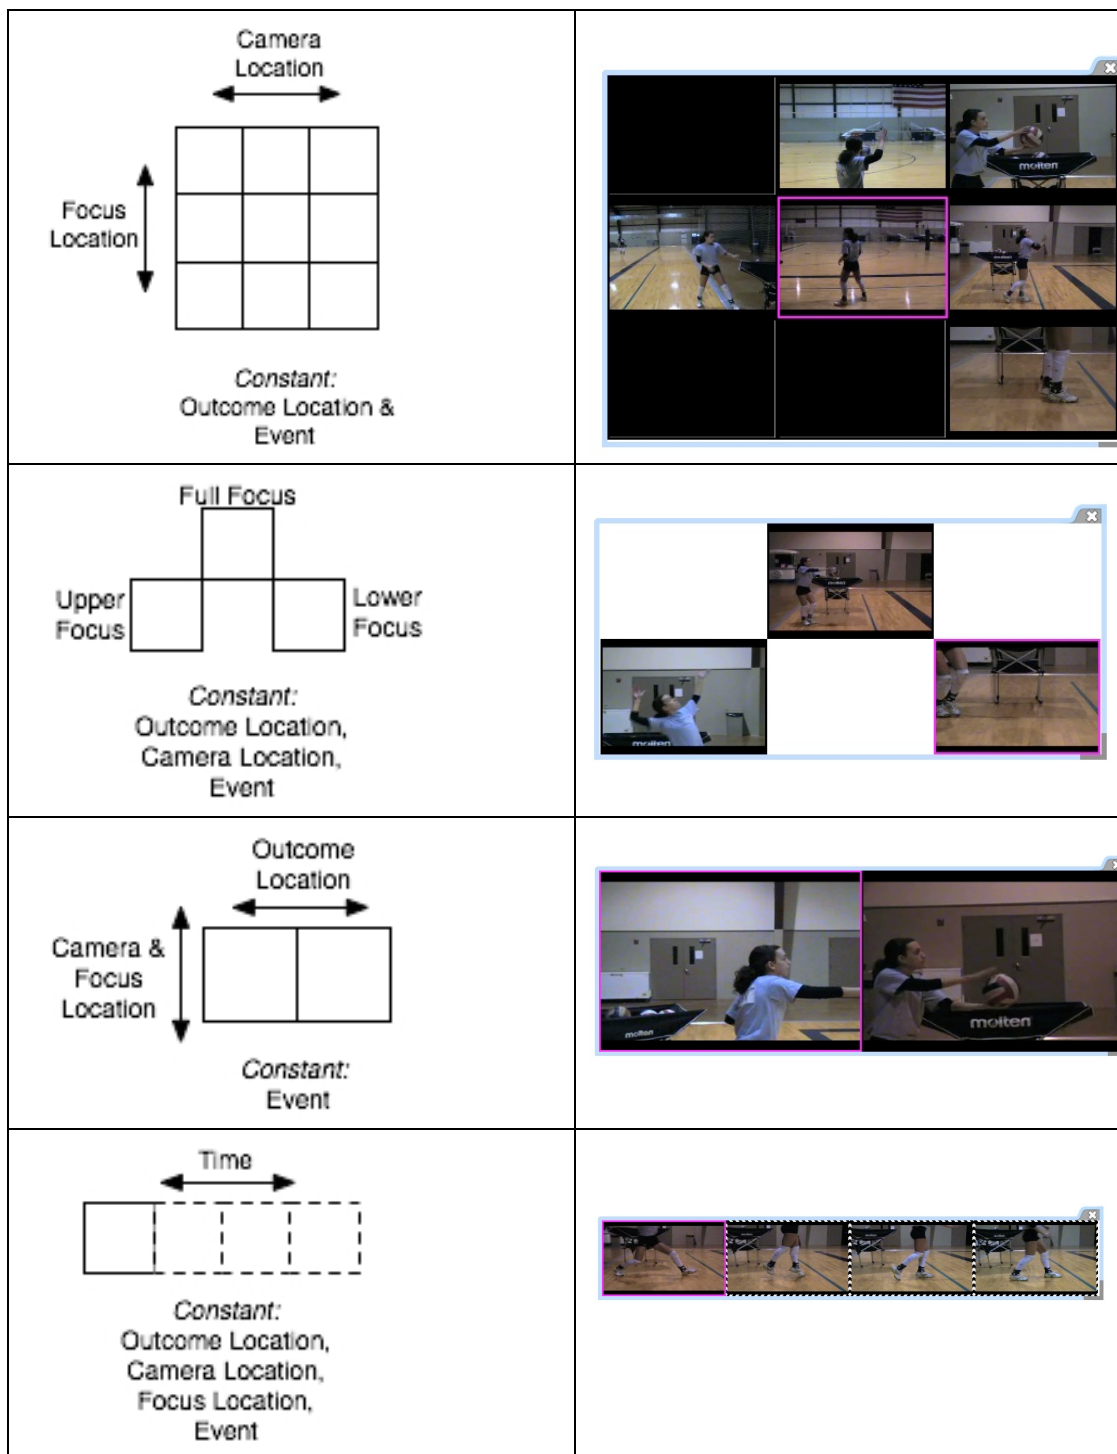 Camera
Location
Focus
Location
Constant:
Outcome Location &
Event
molten
Full Focus
Upper
Focus
Lower
Focus
Constant:
Outcome Location,
Camera Location,
Event
molten
molten
Outcome
Location
Camera &
Focus
Location
Constant:
Event
molten
molten
Time
Constant:
Outcome Location,
Camera Location,
Focus Location,
Event